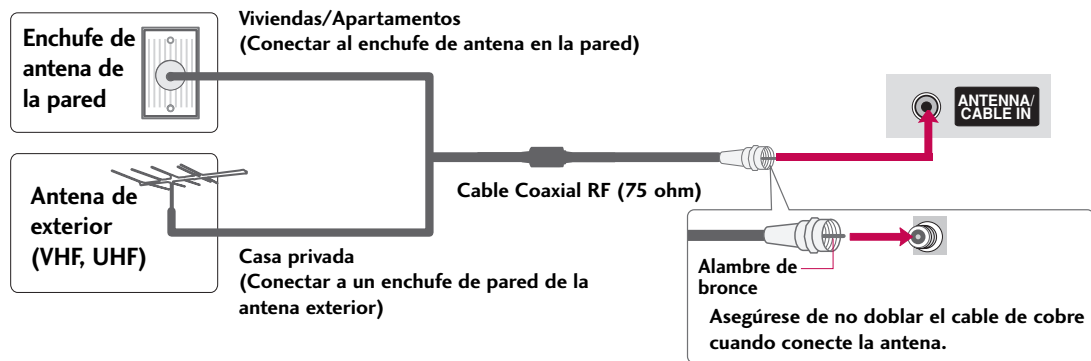 Enchufe de
antena de
la pared
Viviendas/Apartamentos
(Conectar al enchufe de antena en la pared)
ANTENNA/
CABLE IN
Antena de
exterior
(VHF, UHF)
Cable Coaxial RF (75 ohm)
Casa privada
(Conectar a un enchufe de pared de la
antena exterior)
Alambre de
bronce
Asegúrese de no doblar el cable de cobre
cuando conecte la antena.